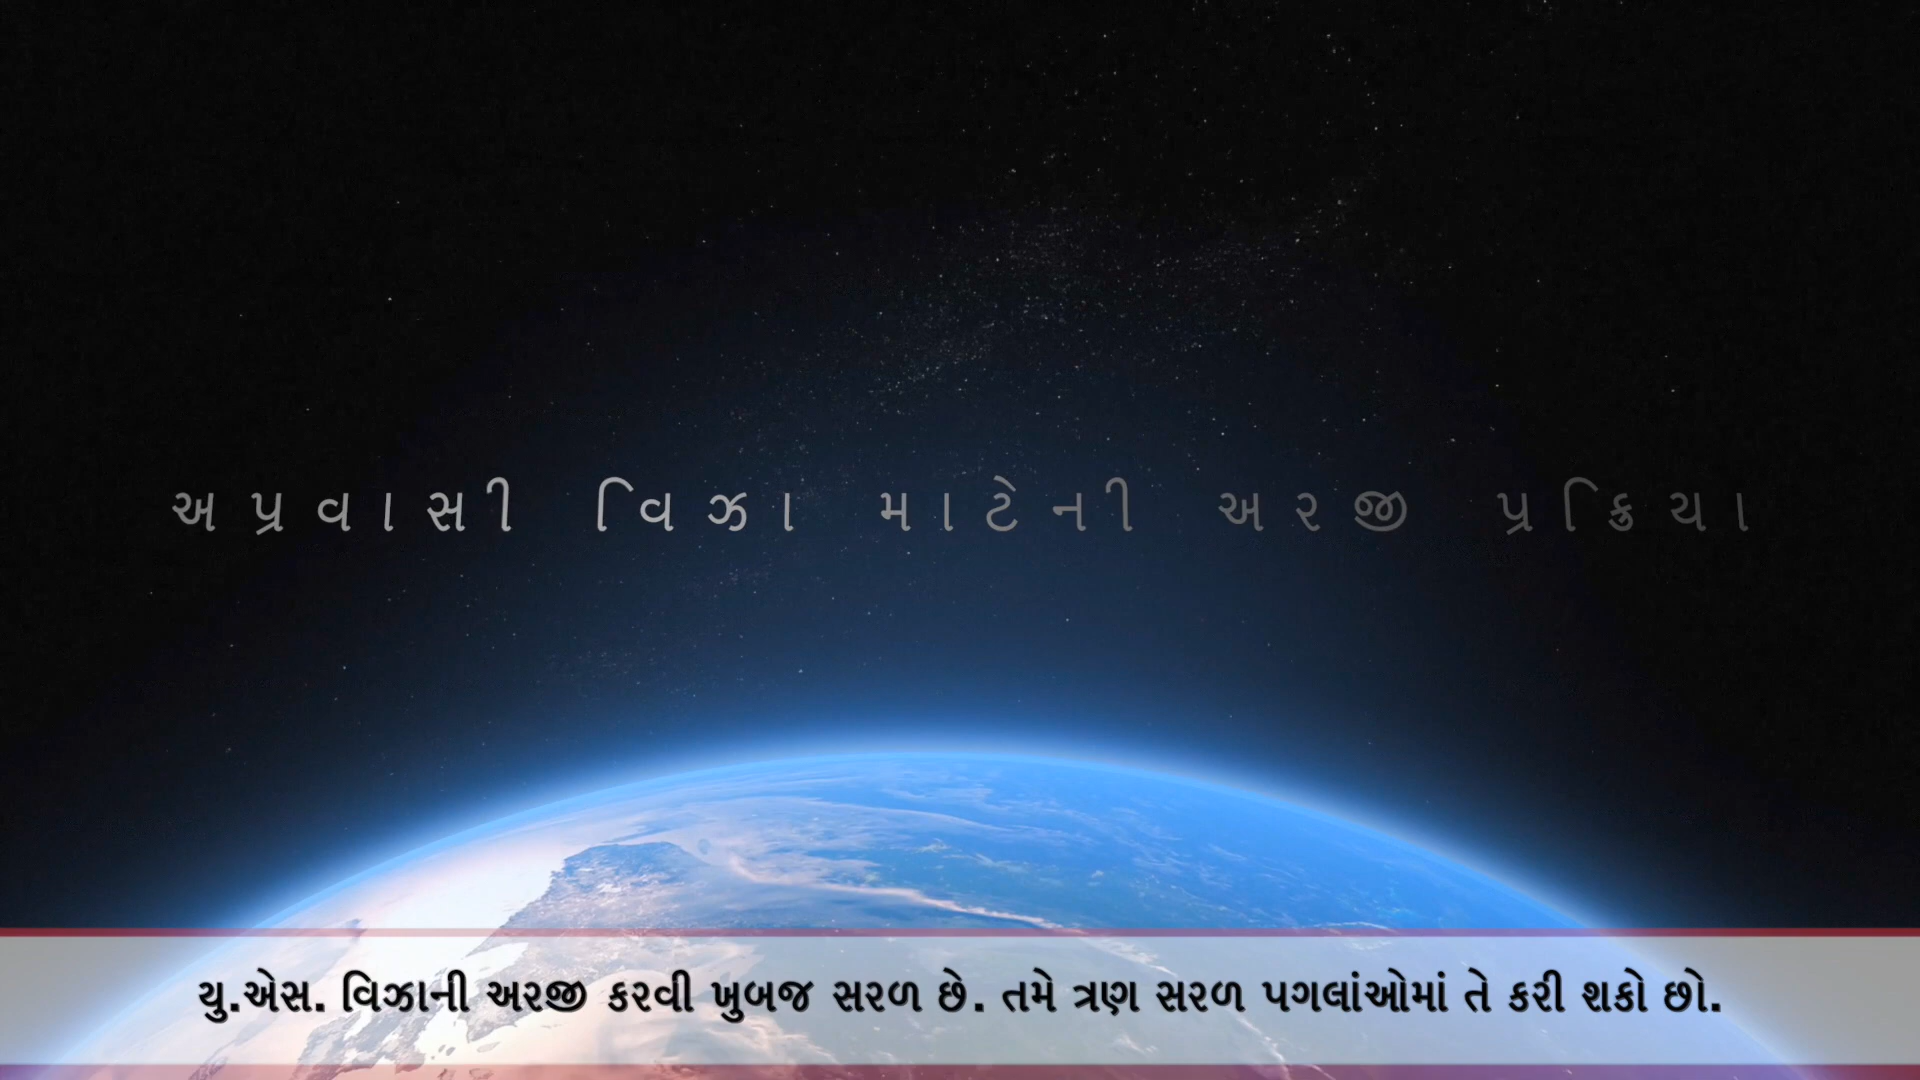 અપ્રવાસી વિઝા માટેની અરજી પ્રક્રિયા
યુ.એસ. વિઝાની અરજી કરવી ખુબજ સરળ છે. તમે ત્રણ સરળ પગલાંઓમાં તે કરી શકો છો.